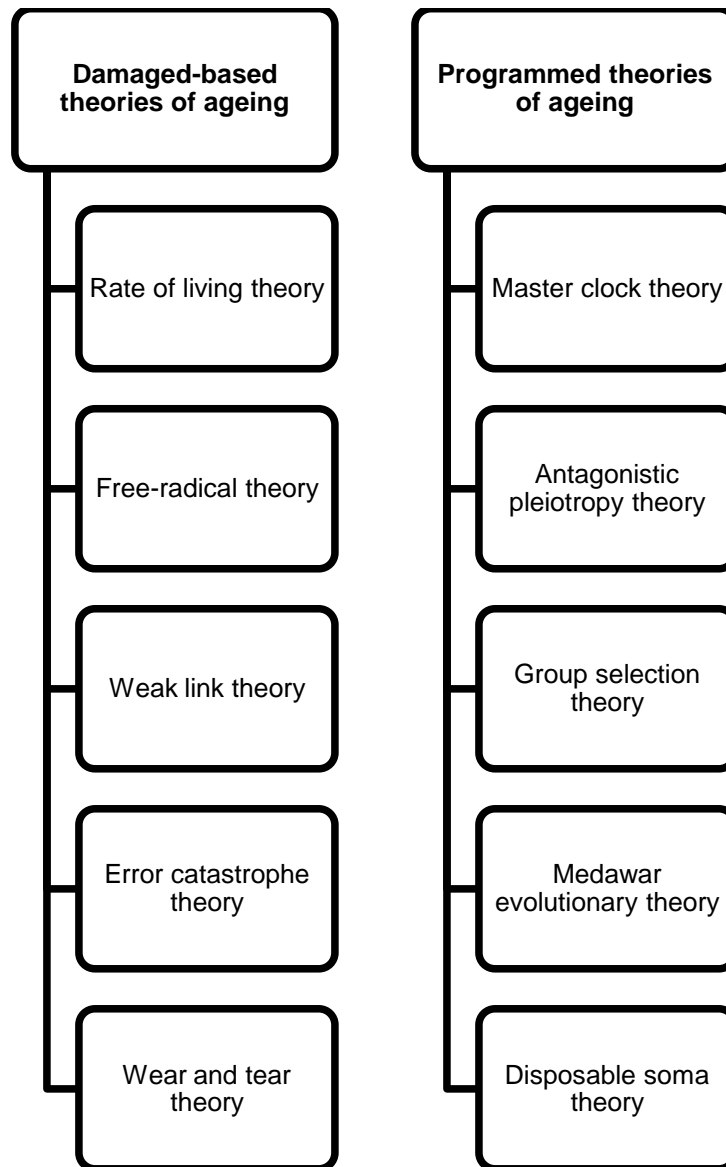 Damaged-based
theories of ageing
Rate of living theory
Free-radical theory
Weak link theory
Error catastrophe
theory
Wear and tear
theory
Programmed theories
of ageing
Master clock theory
Antagonistic
pleiotropy theory
Group selection
theory
Medawar
evolutionary theory
Disposable soma
theory